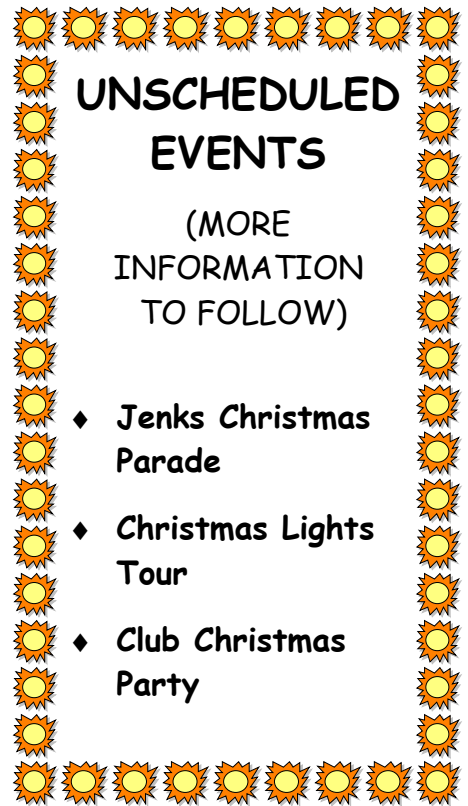 UNSCHEDULED
EVENTS
(MORE
INFORMATION
TO FOLLOW)
♦ Jenks Christmas
Parade
♦ Christmas Lights
Tour
♦ Club Christmas
Party